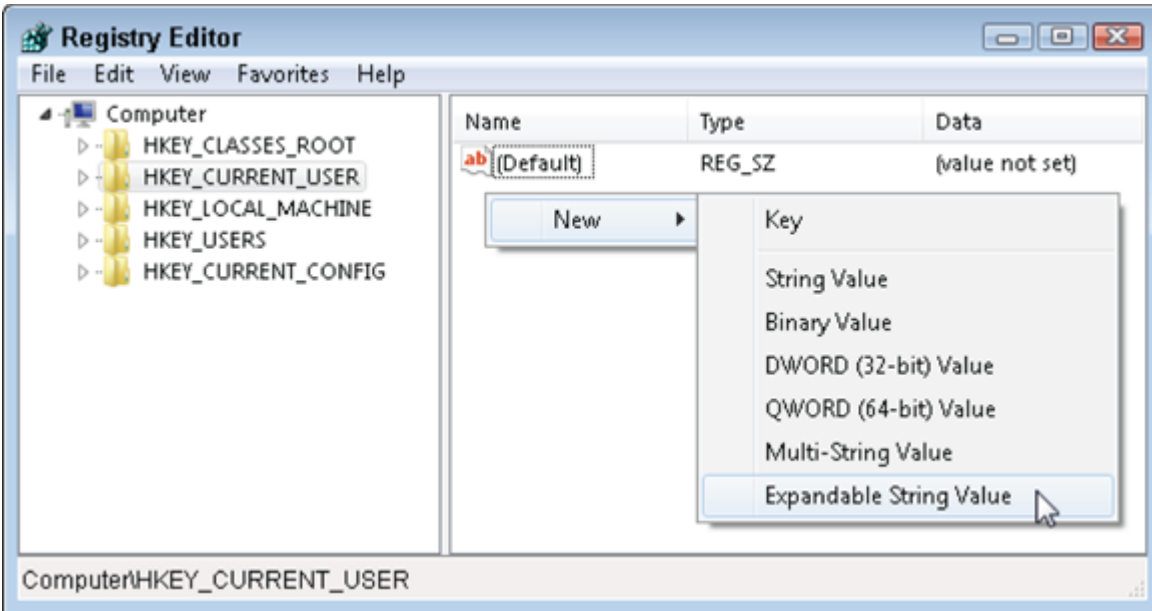 Registry Editor
File Edit View Favorites Help
Computer
HKEY_CLASSES_ROOT
HKEY_CURRENT_USER
HKEY_LOCAL_MACHINE
HKEY_USERS
HKEY_CURRENT_CONFIG
Name Type Data
ab (Default) REG_SZ (value not set)
New
Key
String Value
Binary Value
DWORD (32-bit) Value
QWORD (64-bit) Value
Multi-String Value
Expandable String Value
Computer\HKEY_CURRENT_USER